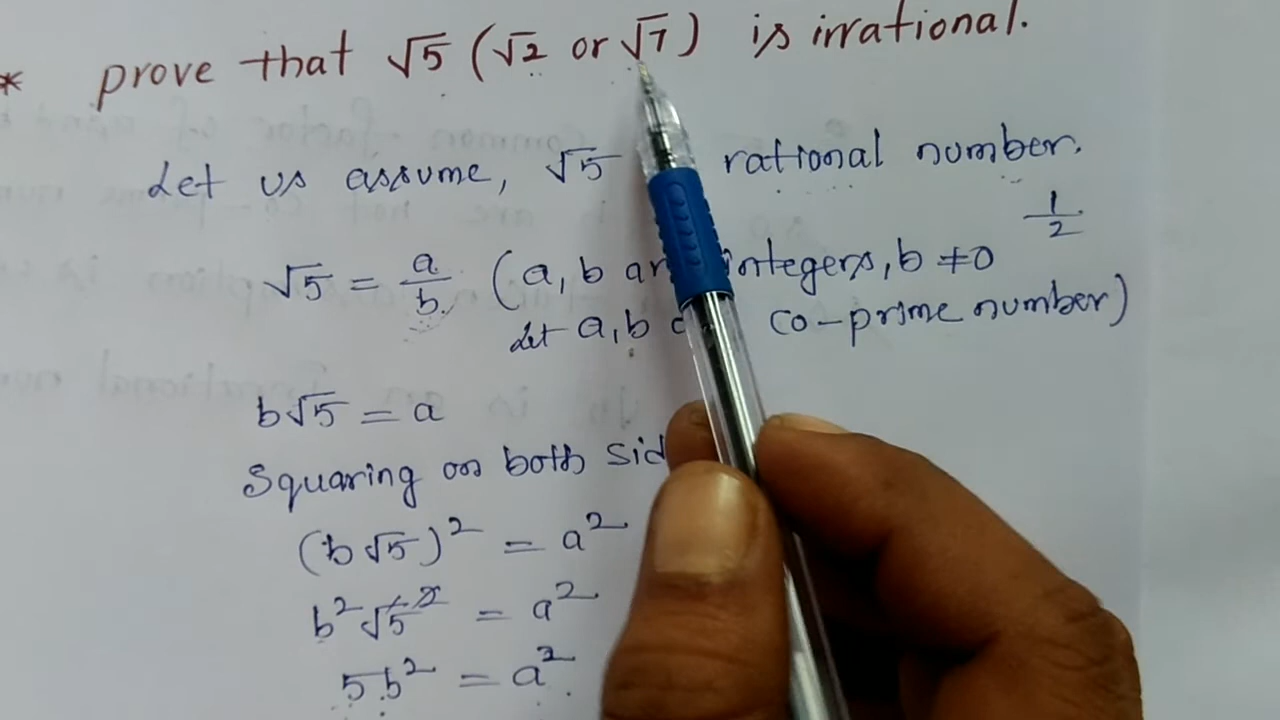 * prove that √5 (√2 or √7) is irrational.
Let us assume, √5 rational number.
1/2
√5 = a/b (a, b integers, b ≠ 0
Let a, b co-prime number)
b√5 = a
Squaring on both
(b√5)² = a²
b²√5² = a²
5b² = a².